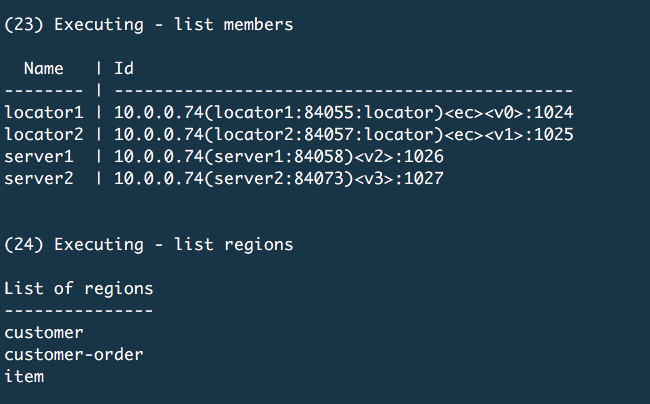 (23) Executing - list members
Name | Id
-------- | -------------------------------------------------
locator1 | 10.0.0.74(locator1:84055:locator)<ec><v0>:1024
locator2 | 10.0.0.74(locator2:84057:locator)<ec><v1>:1025
server1 | 10.0.0.74(server1:84058)<v2>:1026
server2 | 10.0.0.74(server2:84073)<v3>:1027
(24) Executing - list regions
List of regions
---------------
customer
customer-order
item